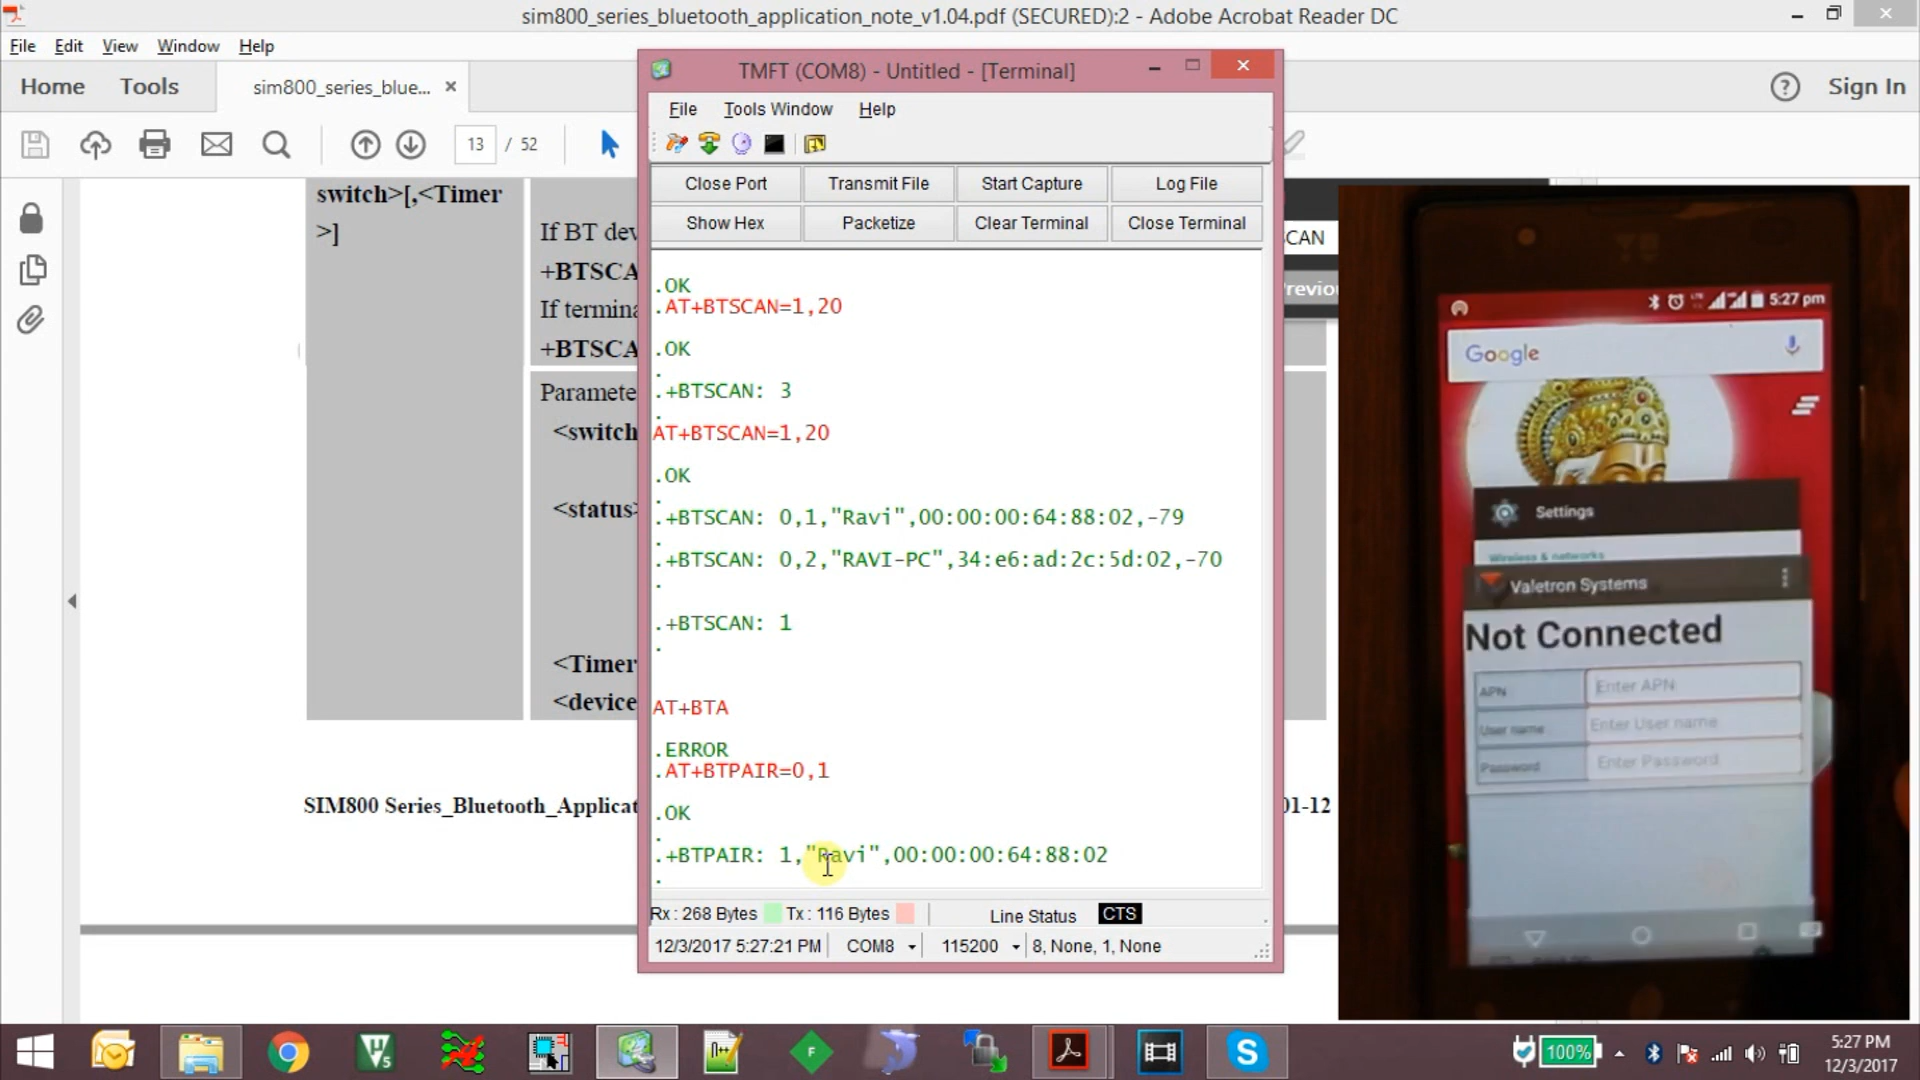 sim800_series_bluetooth_application_note_v1.04.pdf (SECURED):2 - Adobe Acrobat Reader DC
File Edit View Window Help
Home Tools sim800_series_blue... × Sign In
13 / 52
switch>[,<Timer
>]
If BT dev
+BTSCA
If termina
+BTSCA
Paramete
<switch
<status>
<Timer
<device
SIM800 Series_Bluetooth_Applicat
01-12
CAN
Previo
TMFT (COM8) - Untitled - [Terminal]
File Tools Window Help
Close Port Transmit File Start Capture Log File
Show Hex Packetize Clear Terminal Close Terminal
.OK
.AT+BTSCAN=1,20
.OK
.
.+BTSCAN: 3
.
AT+BTSCAN=1,20
.OK
.
.+BTSCAN: 0,1,"Ravi",00:00:00:64:88:02,-79
.
.+BTSCAN: 0,2,"RAVI-PC",34:e6:ad:2c:5d:02,-70
.
.+BTSCAN: 1
.
AT+BTA
.ERROR
.AT+BTPAIR=0,1
.OK
.
.+BTPAIR: 1,"Ravi",00:00:00:64:88:02
.
Rx : 268 Bytes Tx : 116 Bytes Line Status CTS
12/3/2017 5:27:21 PM COM8 115200 8, None, 1, None
5:27 pm
Google
Settings
Wireless & networks
Valetron Systems
Not Connected
APN Enter APN
User name Enter User name
Password Enter Password
100%
5:27 PM
12/3/2017